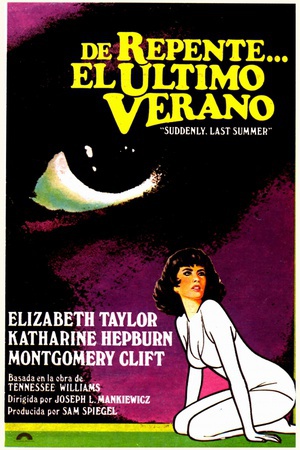 DE REPENTE...
EL ULTIMO
VERANO
"SUDDENLY, LAST SUMMER"
ELIZABETH TAYLOR
KATHARINE HEPBURN
MONTGOMERY CLIFT
Basada en la obra de
TENNESSEE WILLIAMS
Dirigida por JOSEPH L. MANKIEWICZ
Producida por SAM SPIEGEL